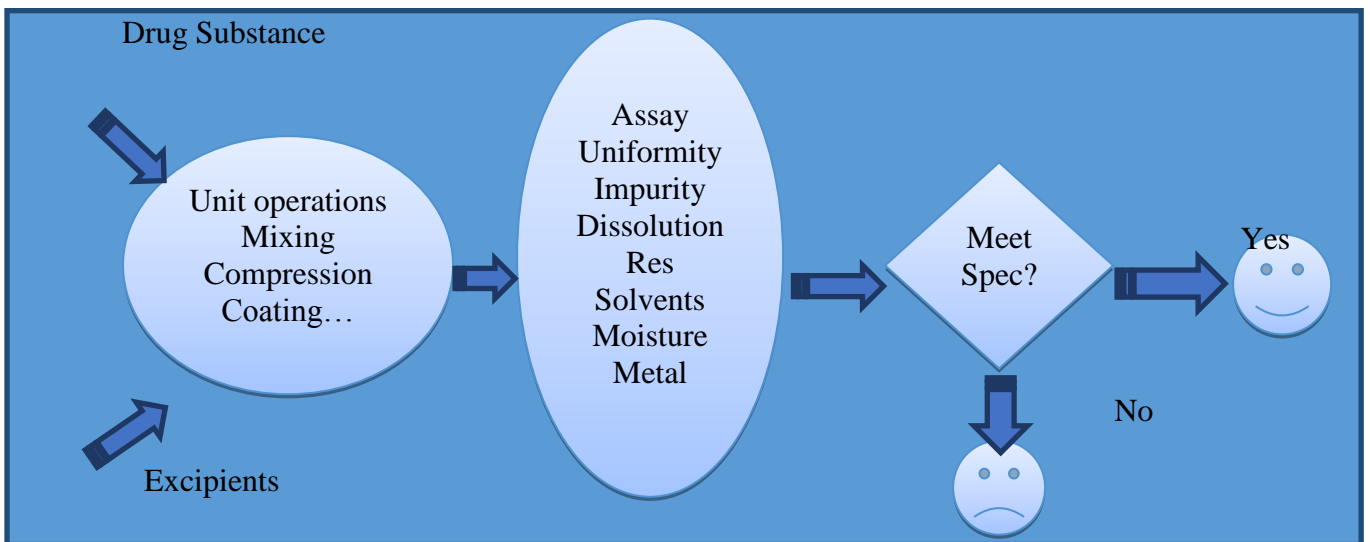 Drug Substance
Unit operations
Mixing
Compression
Coating…
Excipients
Assay
Uniformity
Impurity
Dissolution
Res
Solvents
Moisture
Metal
Meet
Spec?
Yes
No